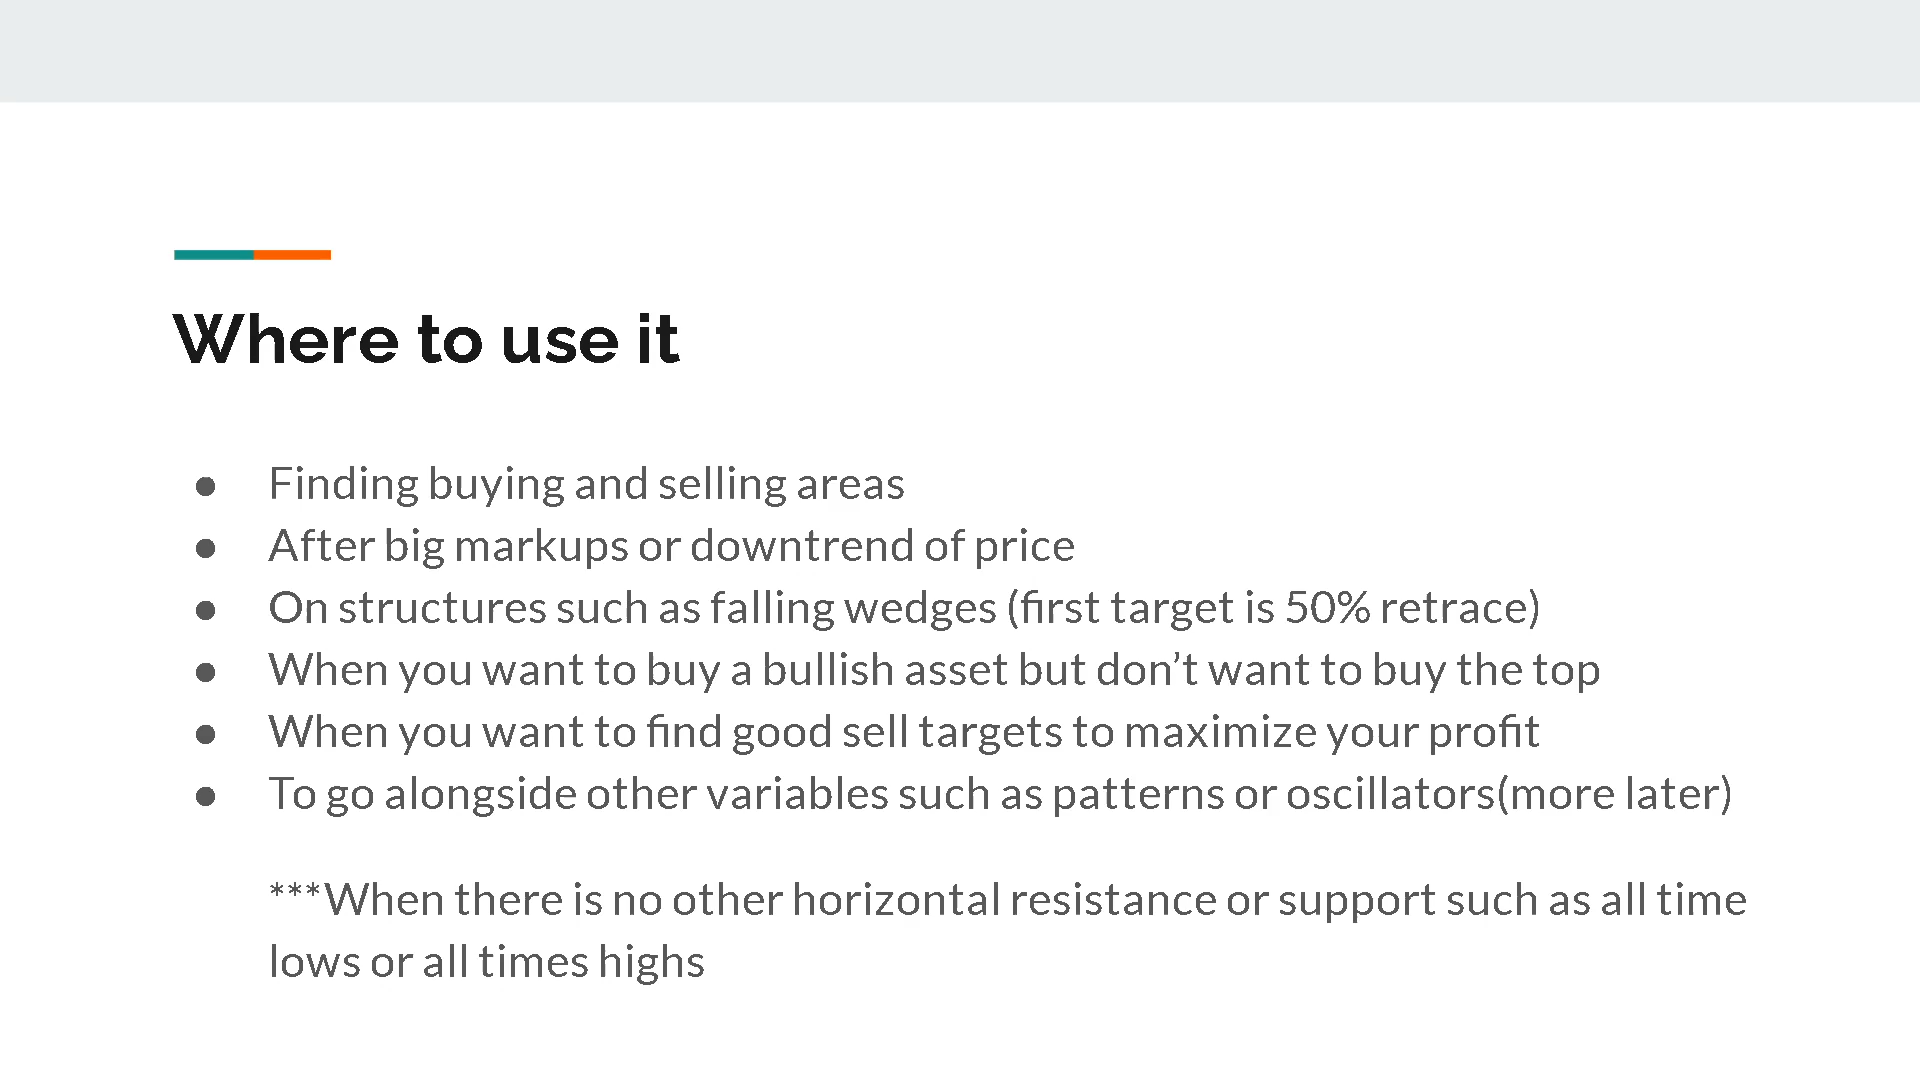 Where to use it
● Finding buying and selling areas
● After big markups or downtrend of price
● On structures such as falling wedges (first target is 50% retrace)
● When you want to buy a bullish asset but don’t want to buy the top
● When you want to find good sell targets to maximize your profit
● To go alongside other variables such as patterns or oscillators(more later)
***When there is no other horizontal resistance or support such as all time
lows or all times highs